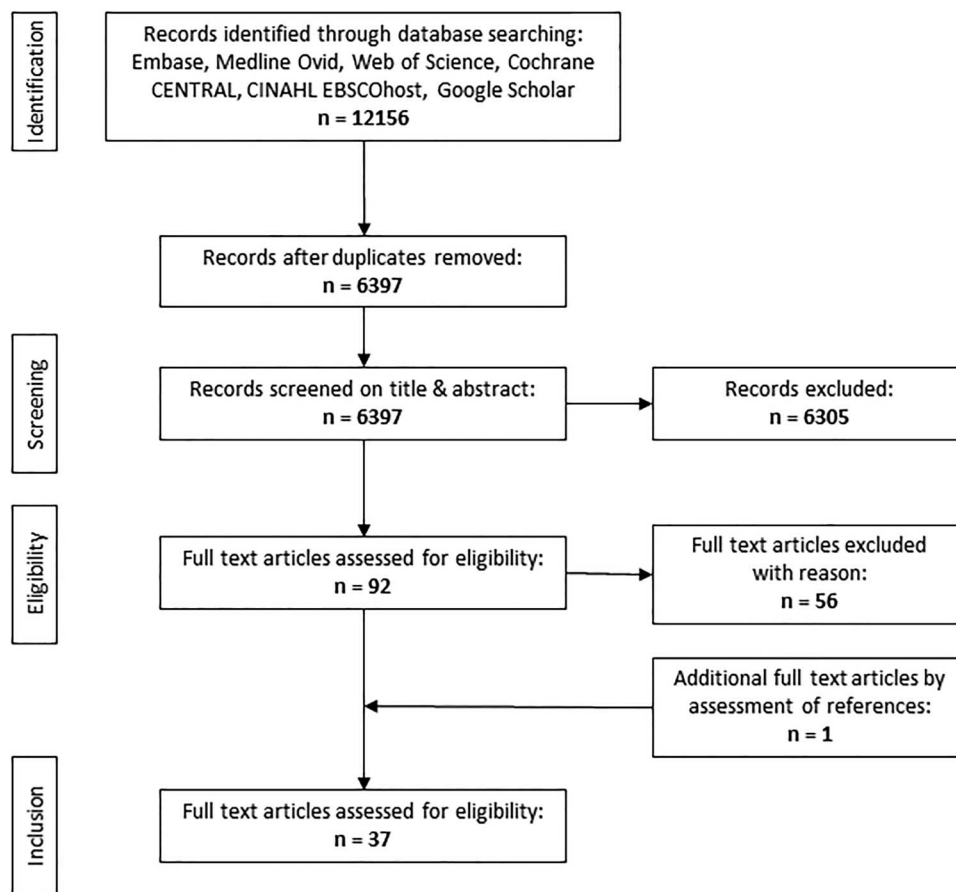 Identification
Records identified through database searching:
Embase, Medline Ovid, Web of Science, Cochrane
CENTRAL, CINAHL EBSCOhost, Google Scholar
n = 12156
Records after duplicates removed:
n = 6397
Screening
Records screened on title & abstract:
n = 6397
Records excluded:
n = 6305
Eligibility
Full text articles assessed for eligibility:
n = 92
Full text articles excluded
with reason:
n = 56
Additional full text articles by
assessment of references:
n = 1
Inclusion
Full text articles assessed for eligibility:
n = 37